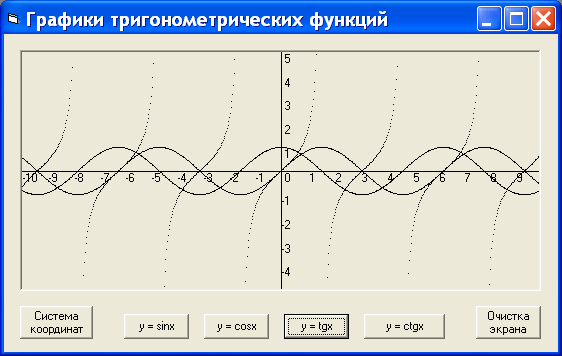 Графики тригонометрических функций
5
4
3
2
1
-10 -9 -8 -7 -6 -5 -4 -3 -2 -1 0 1 2 3 4 5 6 7 8 9
-1
-2
-3
-4
Система
координат
y = sinx
y = cosx
y = tgx
y = ctgx
Очистка
экрана